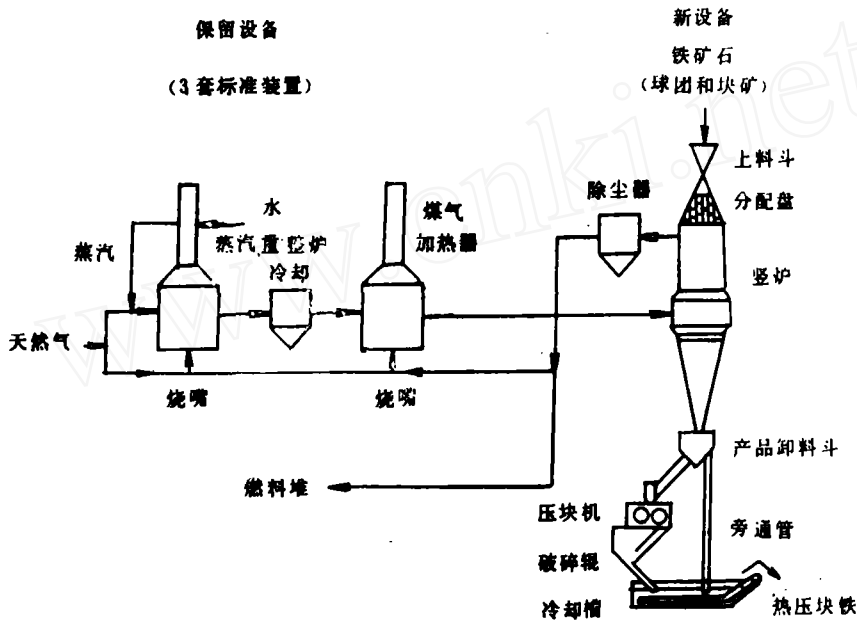 保留设备
(3套标准装置)
新设备
铁矿石
(球团和块矿)
上料斗
除尘器
分配盘
水
煤气
加热器
蒸汽
蒸汽重整炉
冷却
竖炉
天然气
烧嘴
烧嘴
产品卸料斗
燃料堆
压块机
旁通管
破碎辊
冷却槽
热压块铁
www.cnki.net